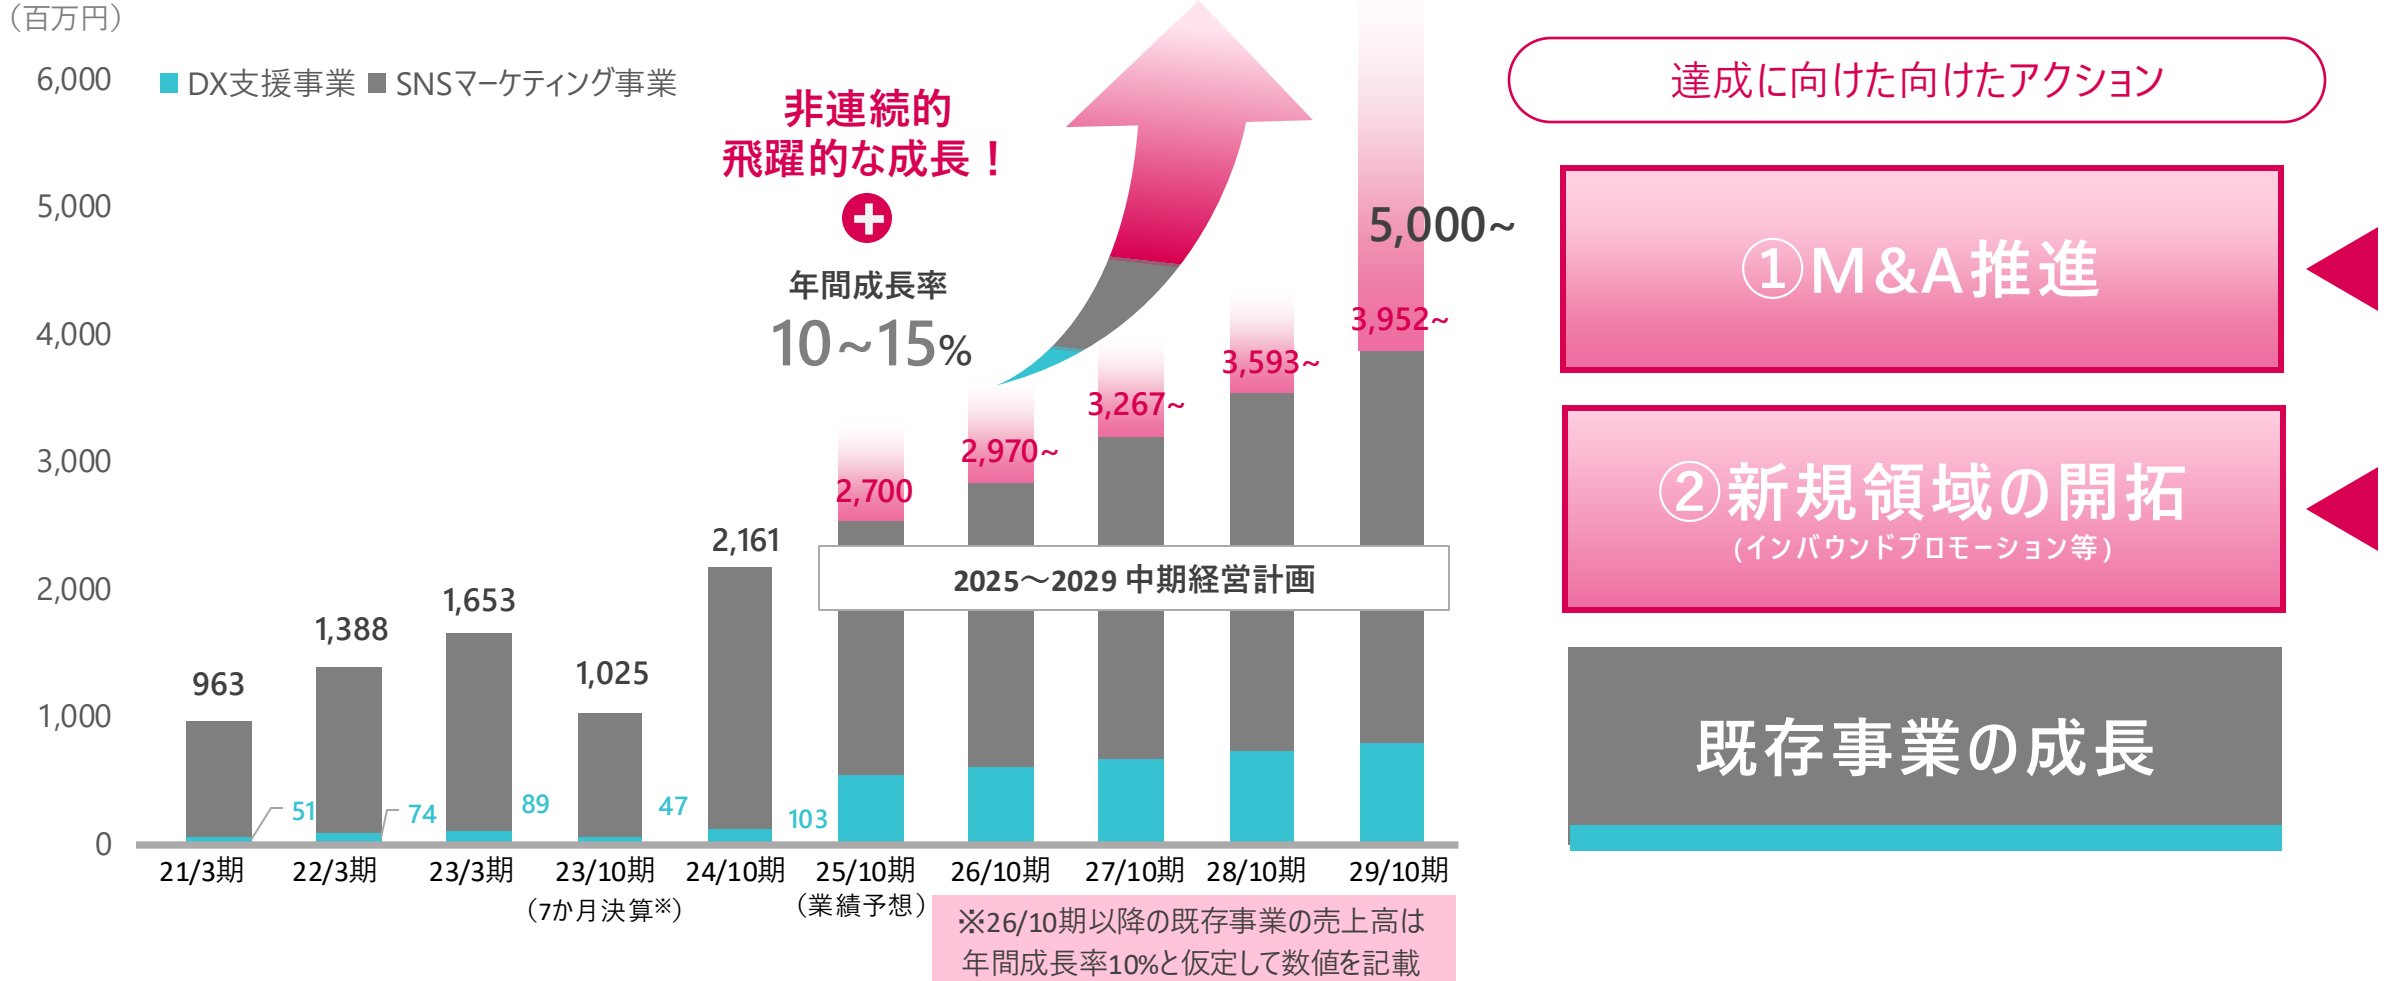 （百万円）
6,000
5,000
4,000
3,000
2,000
1,000
0
DX支援事業 SNSマーケティング事業
非連続的
飛躍的な成長！
年間成長率
10~15%
963
1,388
1,653
1,025
2,161
2,700
2,970~
3,267~
3,593~
3,952~
5,000~
51
74
89
47
103
2025～2029 中期経営計画
21/3期
22/3期
23/3期
23/10期
（7か月決算※）
24/10期
25/10期
（業績予想）
26/10期
27/10期
28/10期
29/10期
※26/10期以降の既存事業の売上高は
年間成長率10%と仮定して数値を記載
達成に向けた向けたアクション
①M&A推進
②新規領域の開拓
(インバウンドプロモーション等)
既存事業の成長